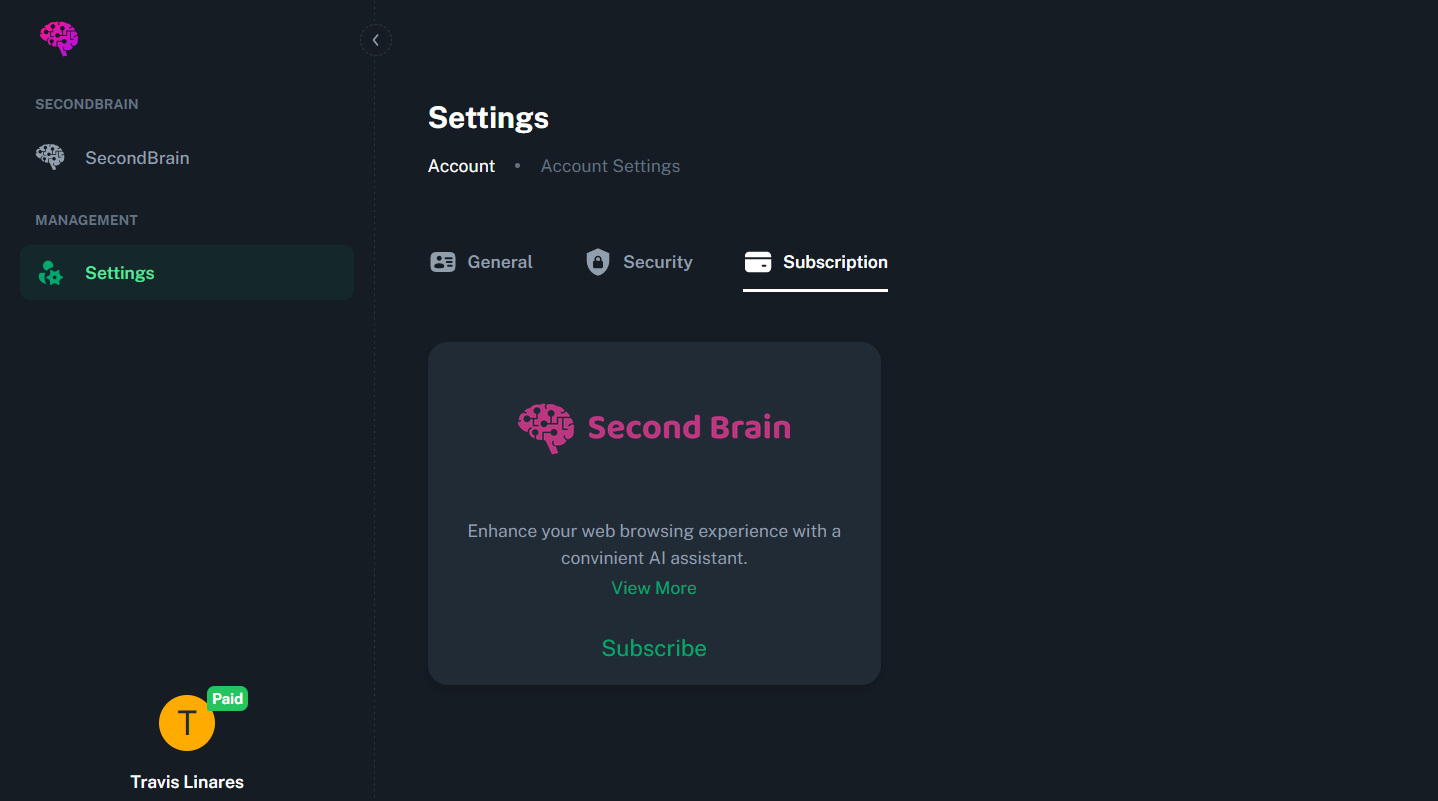 SECONDBRAIN
SecondBrain
MANAGEMENT
Settings
T
Paid
Travis Linares
Settings
Account • Account Settings
General Security Subscription
Second Brain
Enhance your web browsing experience with a
convinient AI assistant.
View More
Subscribe